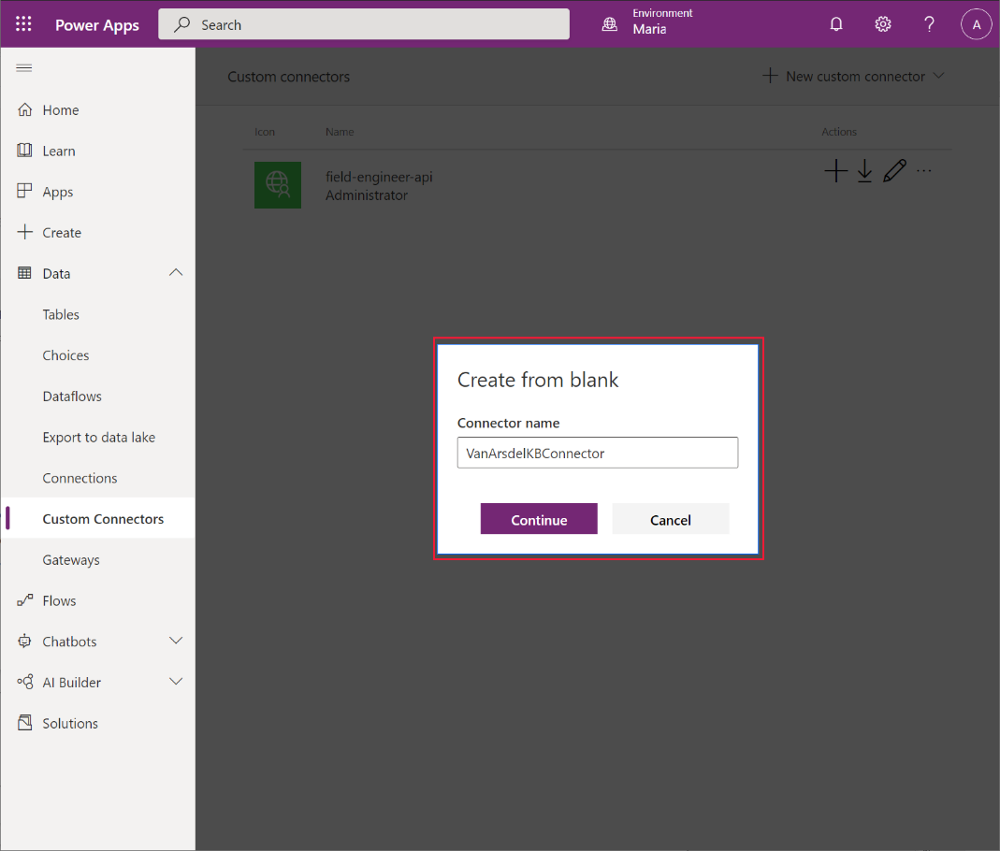 Power Apps
Search
Environment
Maria
?
A
Home
Learn
Apps
Create
Data
Tables
Choices
Dataflows
Export to data lake
Connections
Custom Connectors
Gateways
Flows
Chatbots
AI Builder
Solutions
Custom connectors
New custom connector
Icon Name Actions
field-engineer-api
Administrator
Create from blank
Connector name
VanArsdelKBConnector
Continue Cancel